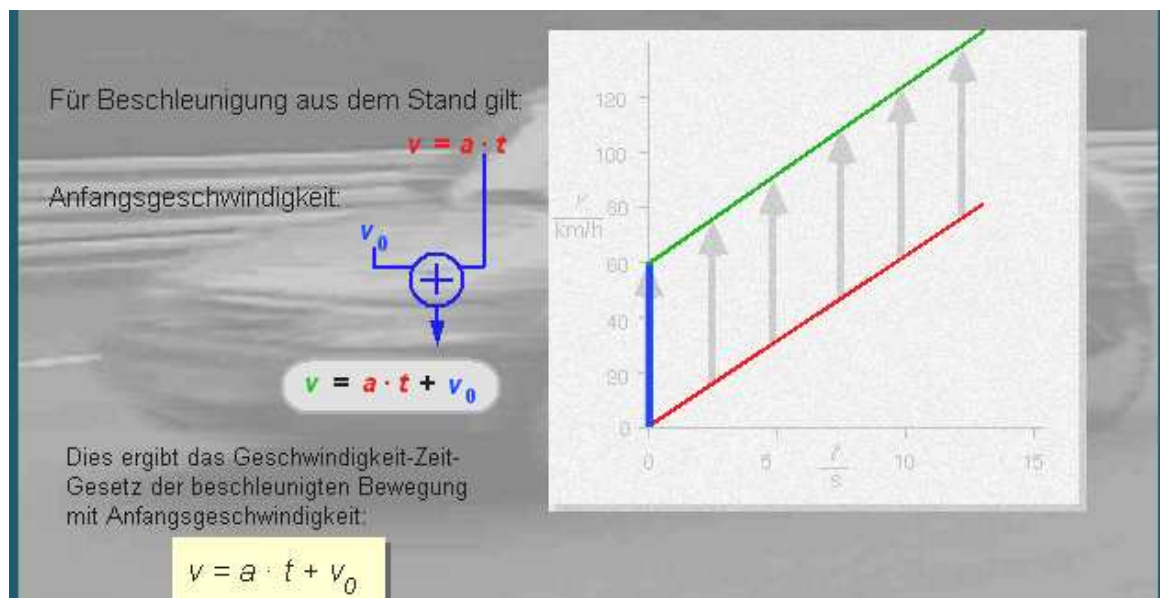 Für Beschleunigung aus dem Stand gilt:
v = a · t
Anfangsgeschwindigkeit:
v0
v = a · t + v0
Dies ergibt das Geschwindigkeit-Zeit-
Gesetz der beschleunigten Bewegung
mit Anfangsgeschwindigkeit:
v = a · t + v0
120
100
80
60
40
20
0
v
km/h
0
5
10
15
t
s